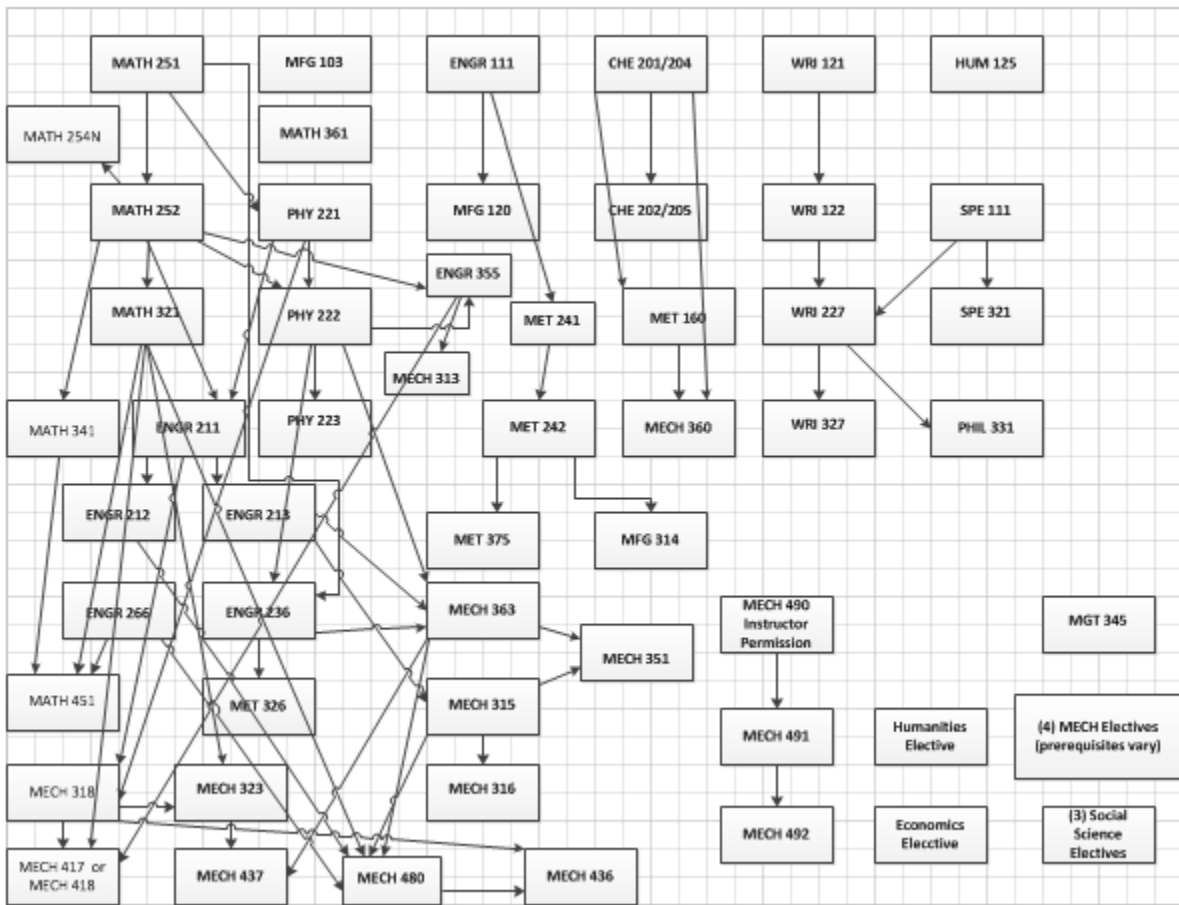 MATH 251
MFG 103
ENGR 111
CHE 201/204
WRI 121
HUM 125
MATH 254N
MATH 361
MATH 252
PHY 221
MFG 120
CHE 202/205
WRI 122
SPE 111
ENGR 355
MATH 321
PHY 222
MET 241
MET 160
WRI 227
SPE 321
MECH 313
MATH 341
ENGR 211
PHY 223
MET 242
MECH 360
WRI 327
PHIL 331
ENGR 212
ENGR 213
MET 375
MFG 314
ENGR 266
ENGR 236
MECH 363
MECH 490
Instructor
Permission
MGT 345
MECH 351
MATH 451
MET 326
MECH 315
MECH 491
Humanities
Elective
(4) MECH Electives
(prerequisites vary)
MECH 318
MECH 323
MECH 316
MECH 492
Economics
Elecctive
(3) Social
Science
Electives
MECH 417 or
MECH 418
MECH 437
MECH 480
MECH 436